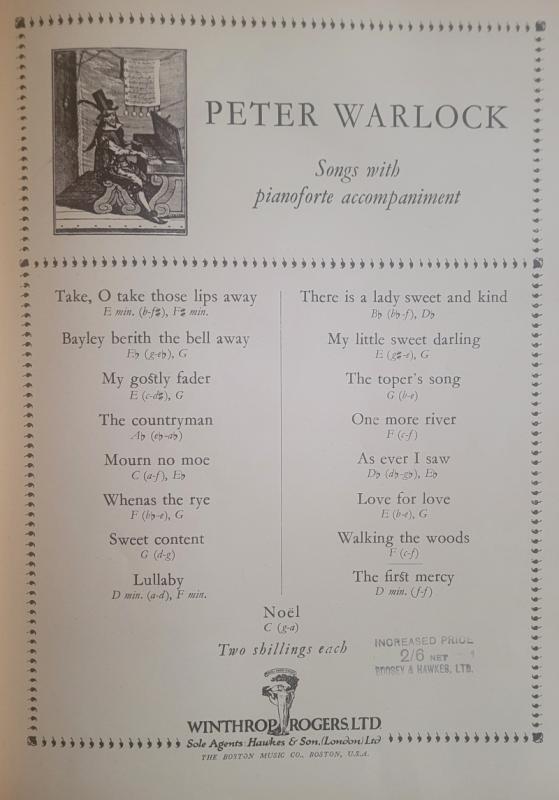 PETER WARLOCK
Songs with
pianoforte accompaniment
Take, O take those lips away
E min. (b-f♯), F♯ min.
Bayley berith the bell away
E♭ (g-e♭), G
My gostly fader
E (c-d♯), G
The countryman
A♭ (e♭-a♭)
Mourn no moe
C (a-f), E♭
Whenas the rye
F (b♭-e), G
Sweet content
G (d-g)
Lullaby
D min. (a-d), F min.
There is a lady sweet and kind
B♭ (b♭-f), D♭
My little sweet darling
E (g♯-e), G
The toper's song
G (b-e)
One more river
F (c-f)
As ever I saw
D♭ (d♭-g♭), E♭
Love for love
E (b-e), G
Walking the woods
F (c-f)
The first mercy
D min. (f-f)
Noël
C (g-a)
Two shillings each
INCREASED PRICE
2/6 NET
BOOSEY & HAWKES, LTD.
WINTHROP ROGERS, LTD.
Sole Agents: Hawkes & Son, (London) Ltd
THE BOSTON MUSIC CO., BOSTON, U.S.A.